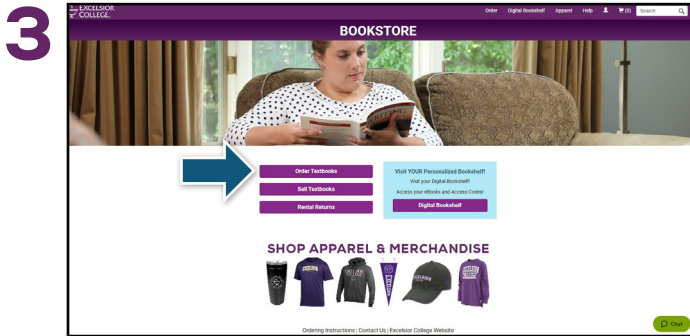 3
EXCELSIOR
COLLEGE.
Order Digital Bookshelf Apparel Help (0) Search
BOOKSTORE
Order Textbooks
Sell Textbooks
Rental Returns
Visit YOUR Personalized Bookshelf!
Visit your Digital Bookshelf!
Access your eBooks and Access Codes!
Digital Bookshelf
SHOP APPAREL & MERCHANDISE
EXCELSIOR
Ordering Instructions | Contact Us | Excelsior College Website
Chat